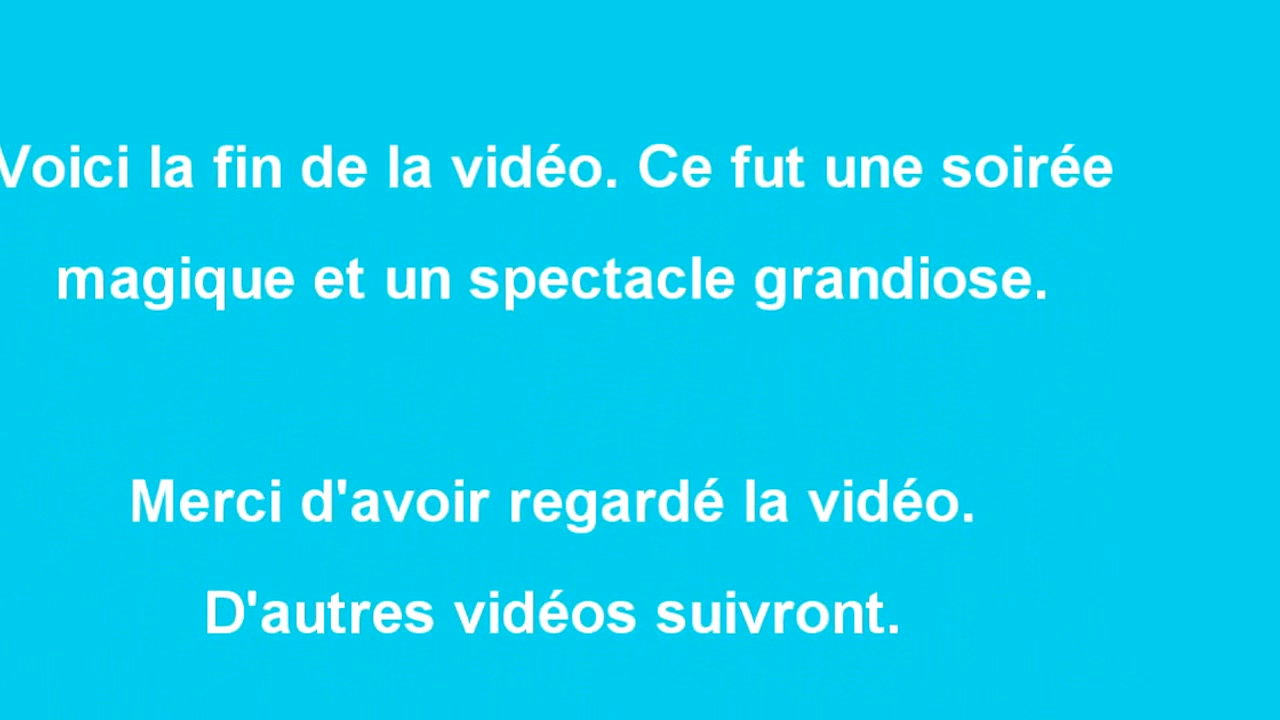 Voici la fin de la vidéo. Ce fut une soirée
magique et un spectacle grandiose.
Merci d'avoir regardé la vidéo.
D'autres vidéos suivront.